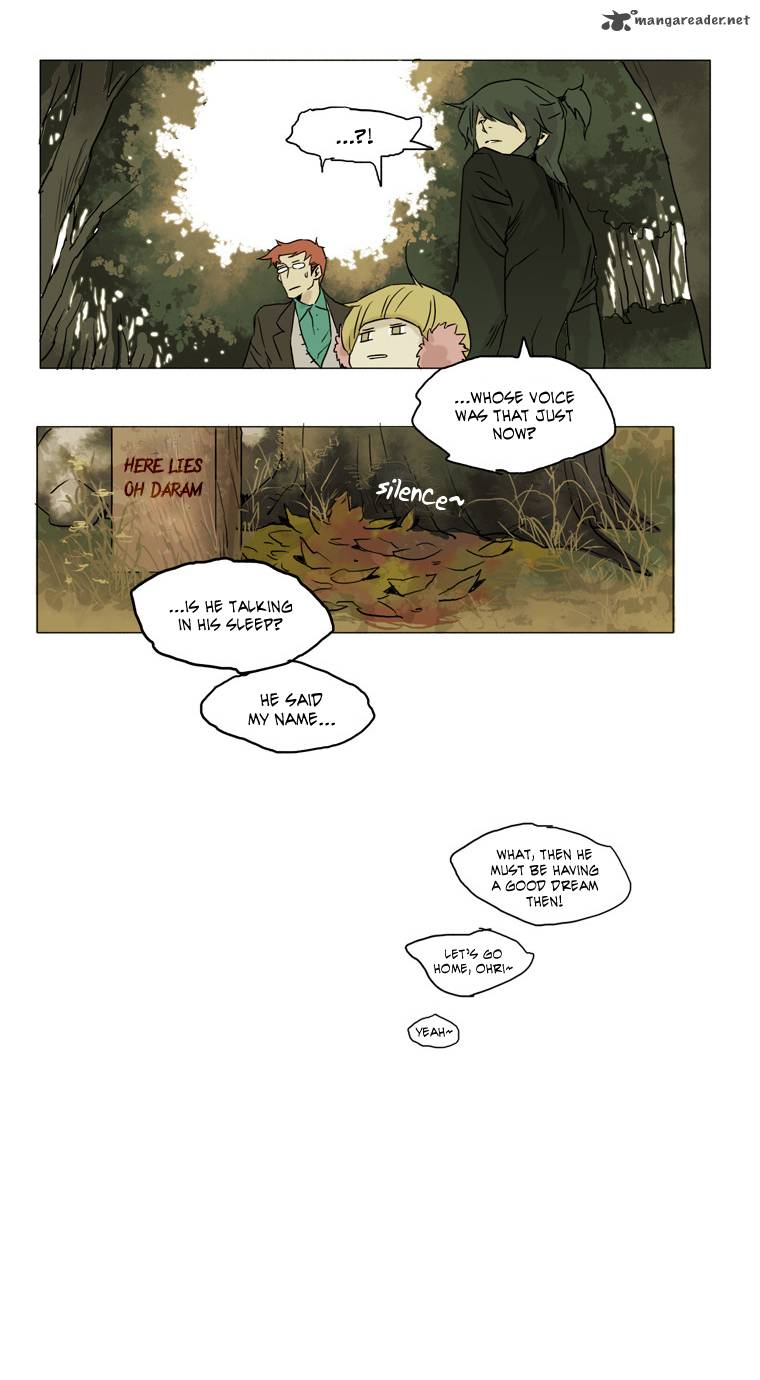 mangareader.net
...?!
...WHOSE VOICE
WAS THAT JUST
NOW?
HERE LIES
OH DARAM
silence~
...IS HE TALKING
IN HIS SLEEP?
HE SAID
MY NAME...
WHAT, THEN HE
MUST BE HAVING
A GOOD DREAM
THEN!
LET'S GO
HOME, OHRI~
YEAH~